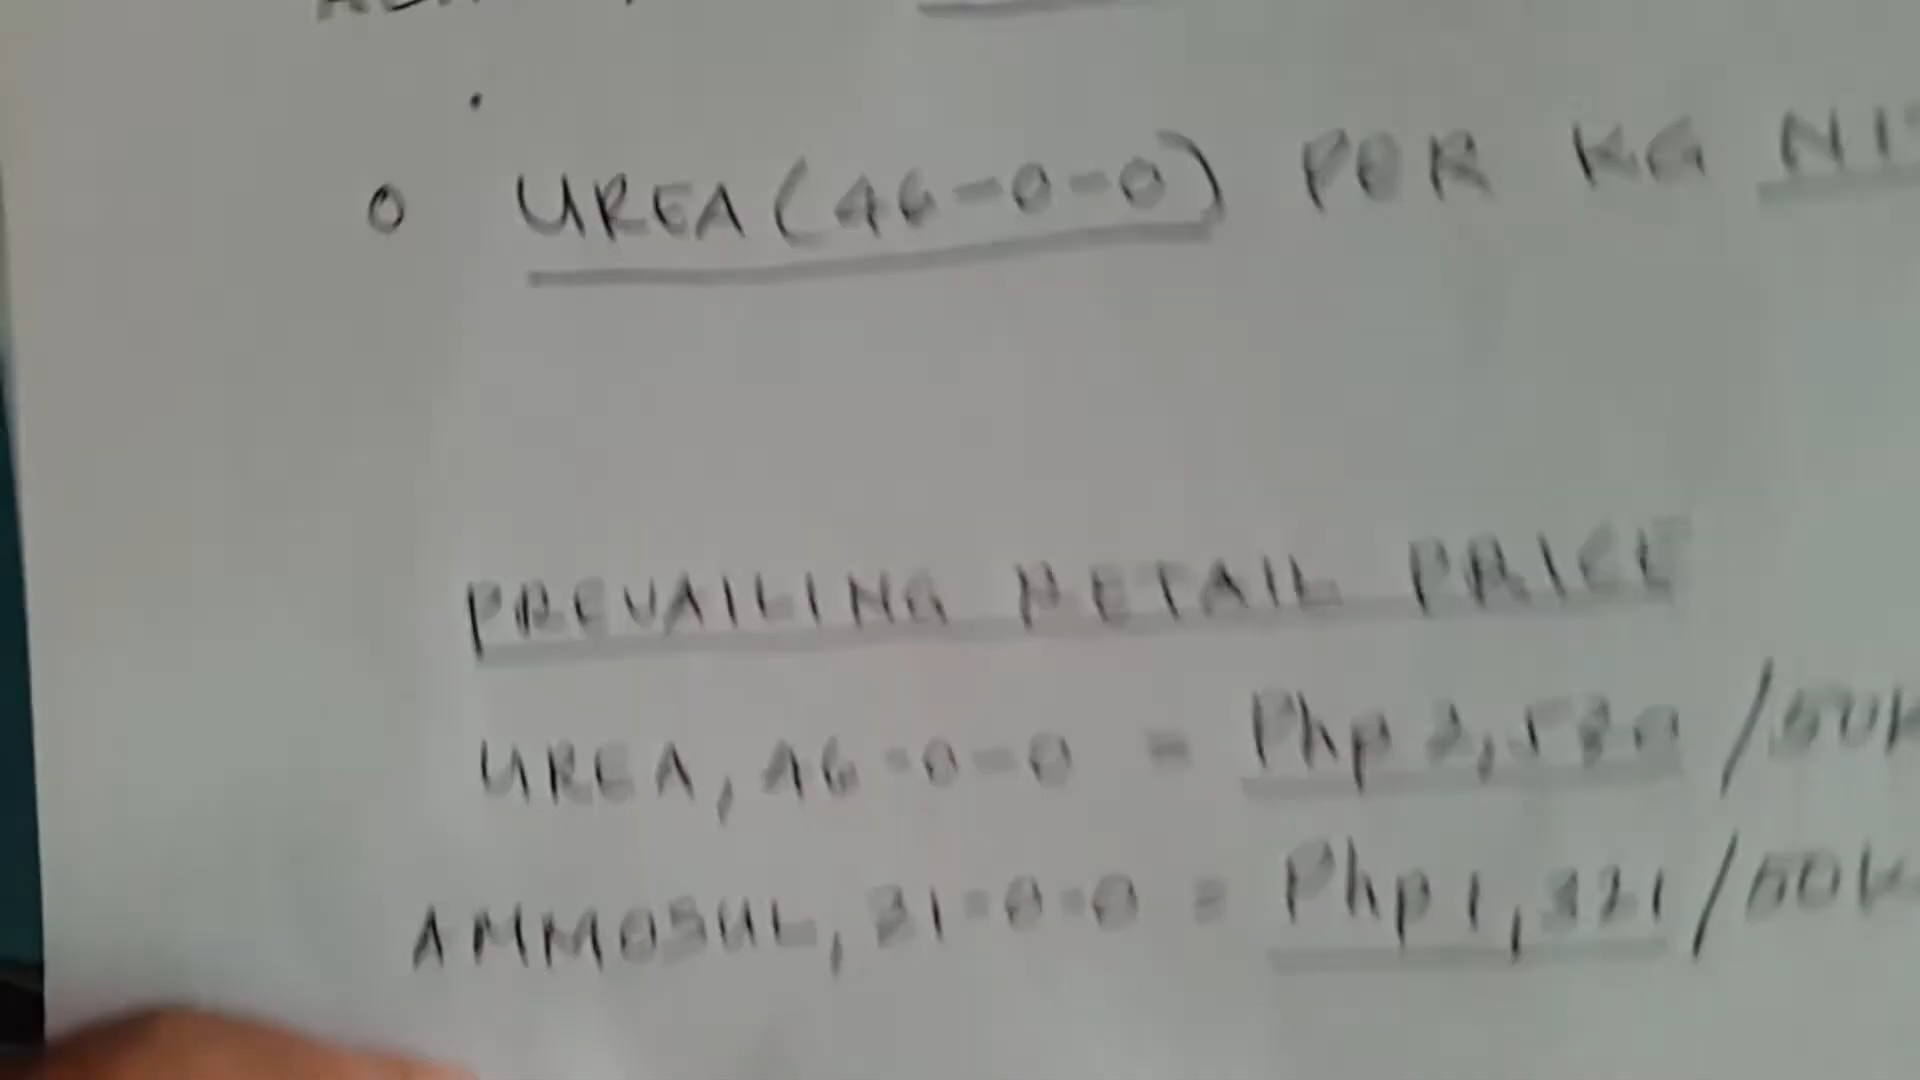 UREA (46-0-0) PER KG
PREVAILING RETAIL PRICE
UREA, 46-0-0 = Php
AMMOSUL, 21-0-0 = Php 1,321/50K